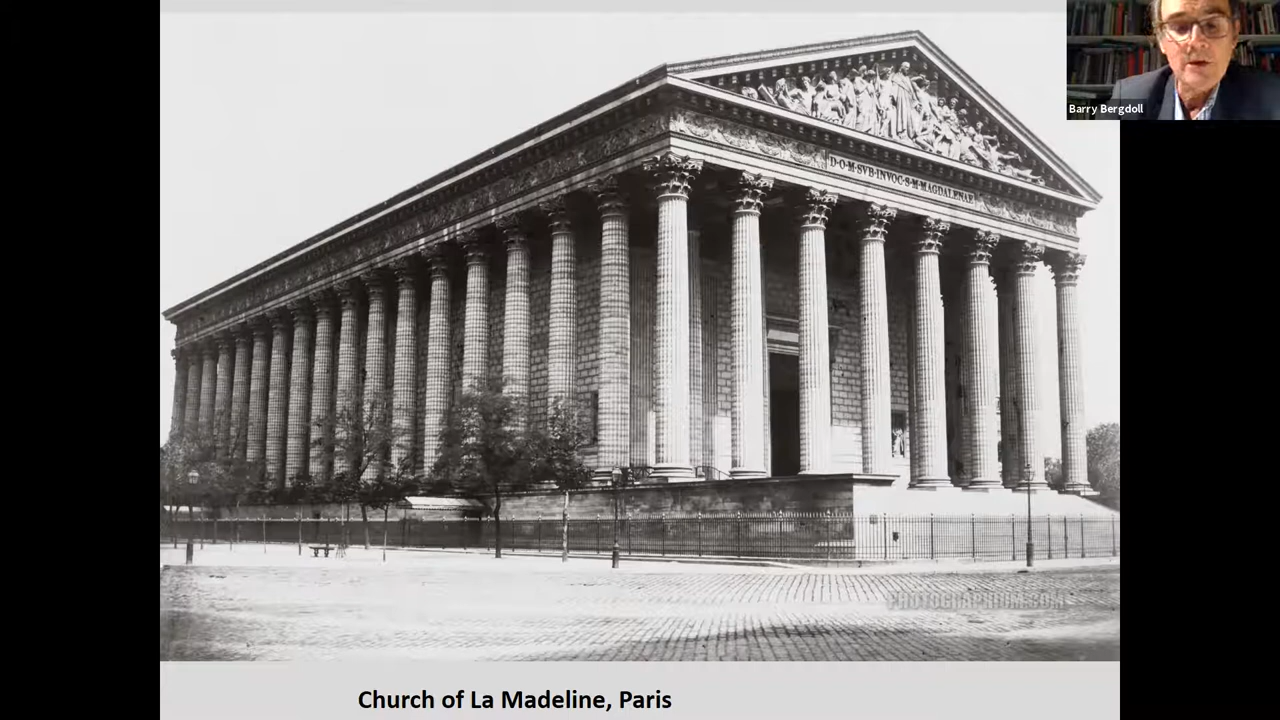 Barry Bergdoll
D·O·M·SVB·INVOC·S·M·MAGDALENAE
PHOTOGRAPHIUM.COM
Church of La Madeline, Paris